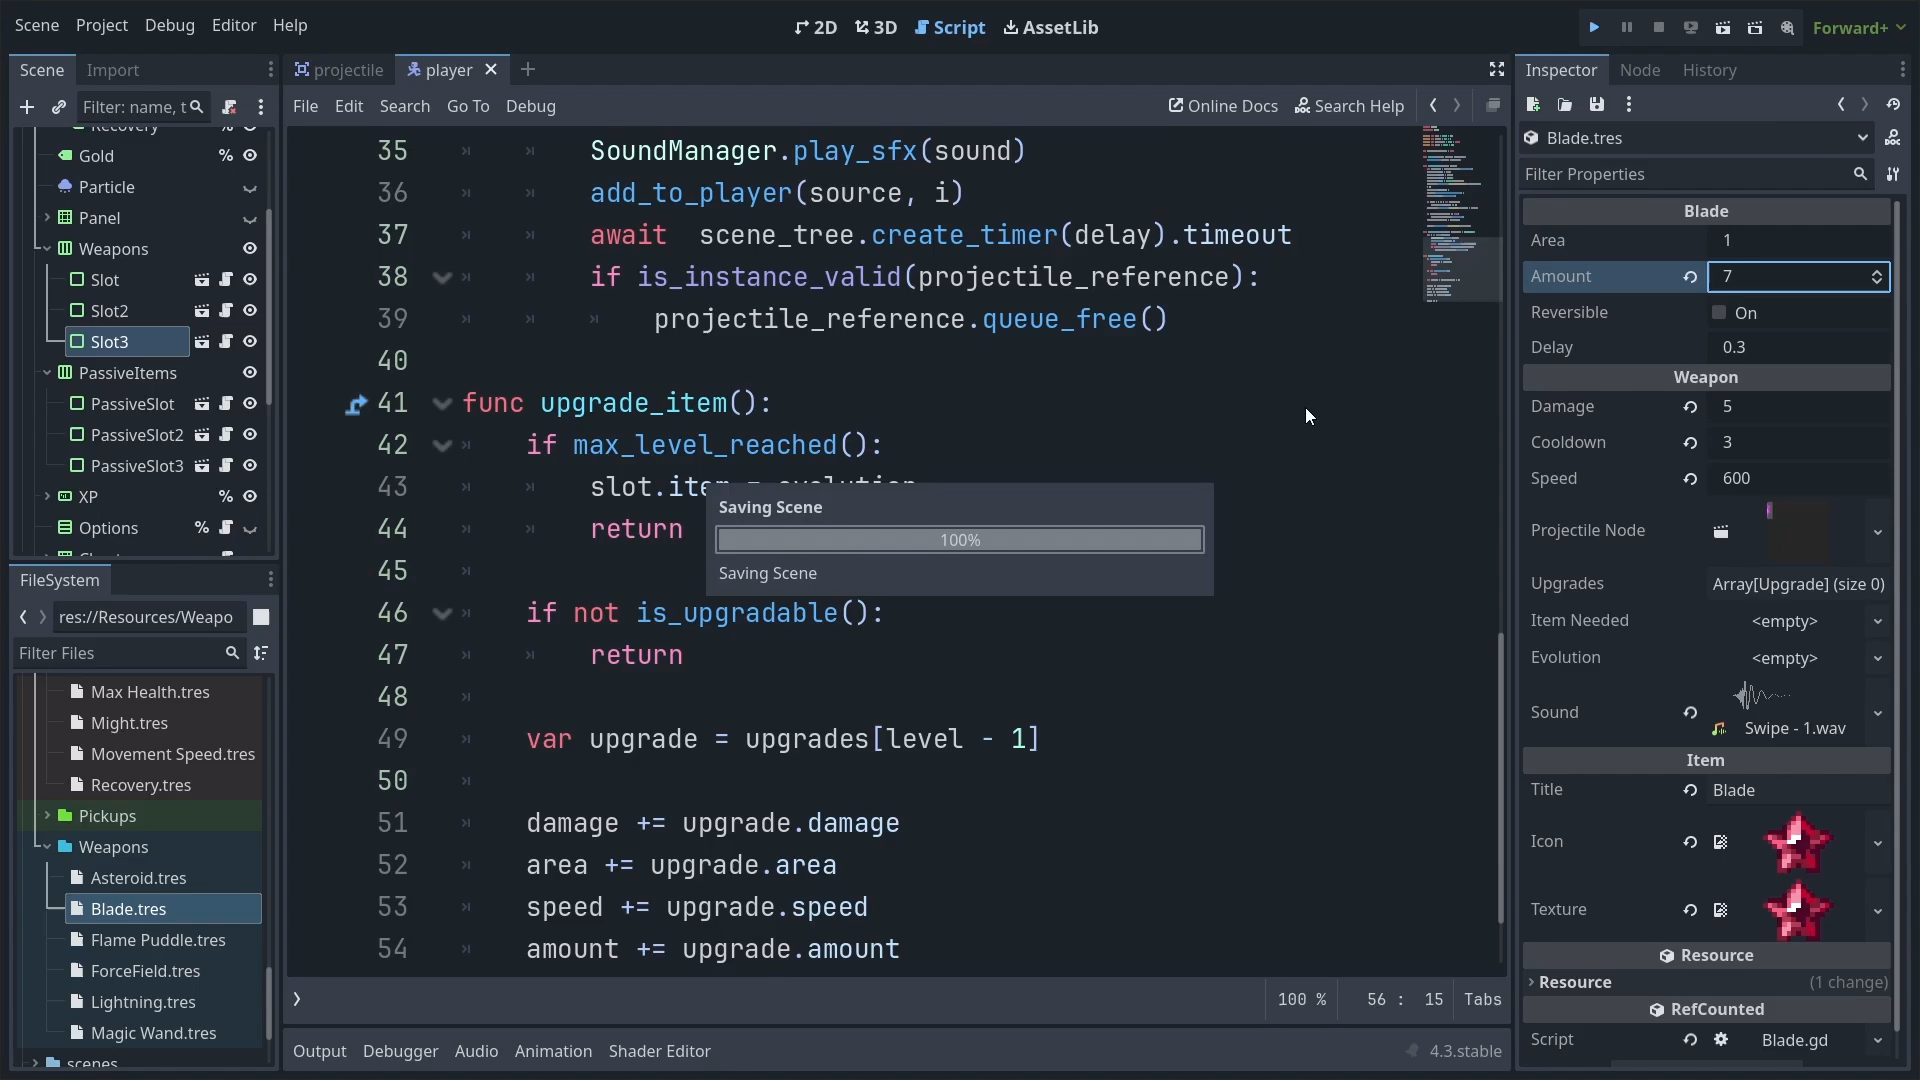 Scene Project Debug Editor Help
2D 3D Script AssetLib
Forward+
Scene Import
Filter: name, t
Recovery
Gold
Particle
Panel
Weapons
Slot
Slot2
Slot3
PassiveItems
PassiveSlot
PassiveSlot2
PassiveSlot3
XP
Options
FileSystem
res://Resources/Weapo
Filter Files
Max Health.tres
Might.tres
Movement Speed.tres
Recovery.tres
Pickups
Weapons
Asteroid.tres
Blade.tres
Flame Puddle.tres
ForceField.tres
Lightning.tres
Magic Wand.tres
scenes
projectile player
File Edit Search Go To Debug
Online Docs Search Help
35 SoundManager.play_sfx(sound)
36 add_to_player(source, i)
37 await  scene_tree.create_timer(delay).timeout
38 if is_instance_valid(projectile_reference):
39 projectile_reference.queue_free()
40
41 func upgrade_item():
42 if max_level_reached():
43 slot.item = evolution
44 return
45
46 if not is_upgradable():
47 return
48
49 var upgrade = upgrades[level - 1]
50
51 damage += upgrade.damage
52 area += upgrade.area
53 speed += upgrade.speed
54 amount += upgrade.amount
Saving Scene
100%
Saving Scene
100 % 56 : 15 Tabs
Output Debugger Audio Animation Shader Editor
4.3.stable
Inspector Node History
Blade.tres
Filter Properties
Blade
Area 1
Amount 7
Reversible On
Delay 0.3
Weapon
Damage 5
Cooldown 3
Speed 600
Projectile Node
Upgrades Array[Upgrade] (size 0)
Item Needed <empty>
Evolution <empty>
Sound
Swipe - 1.wav
Item
Title Blade
Icon
Texture
Resource
Resource (1 change)
RefCounted
Script Blade.gd